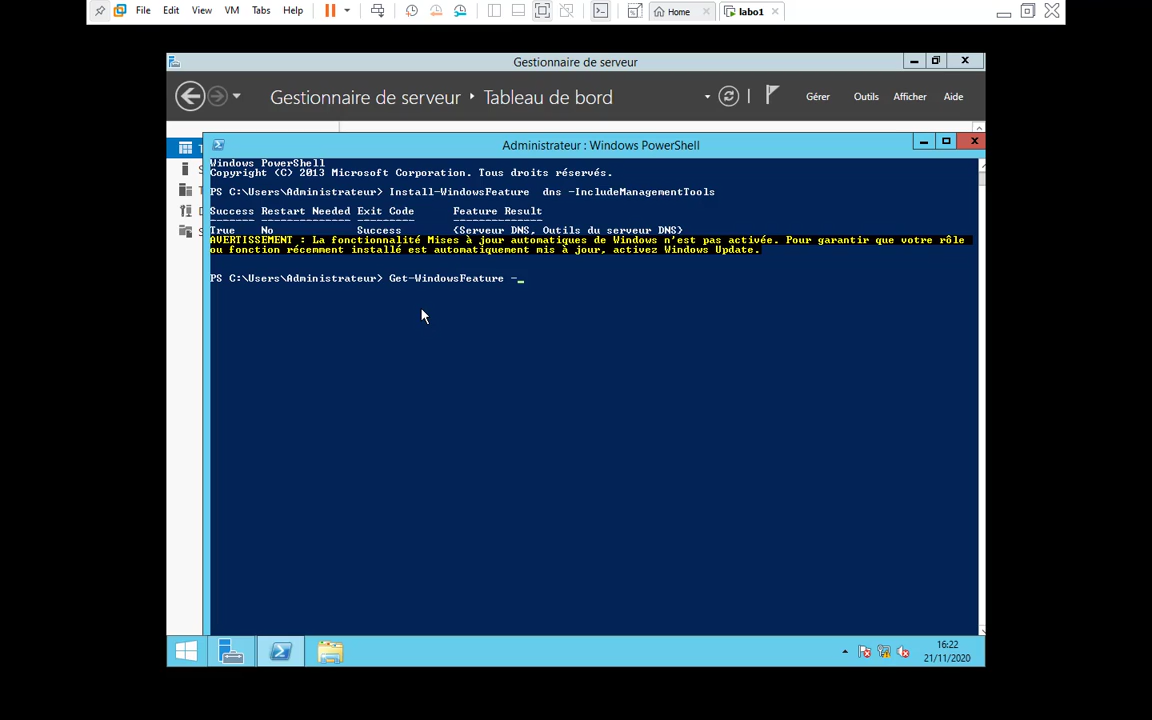 File Edit View VM Tabs Help Home labo1
Gestionnaire de serveur
Gestionnaire de serveur Tableau de bord Gérer Outils Afficher Aide
Administrateur : Windows PowerShell
Windows PowerShell
Copyright (C) 2013 Microsoft Corporation. Tous droits réservés.
PS C:\Users\Administrateur> Install-WindowsFeature dns -IncludeManagementTools
Success Restart Needed Exit Code Feature Result
------- -------------- --------- --------------
True No Success {Serveur DNS, Outils du serveur DNS}
AVERTISSEMENT : La fonctionnalité Mises à jour automatiques de Windows n'est pas activée. Pour garantir que votre rôle
ou fonction récemment installé est automatiquement mis à jour, activez Windows Update.
PS C:\Users\Administrateur> Get-WindowsFeature -_
16:22
21/11/2020